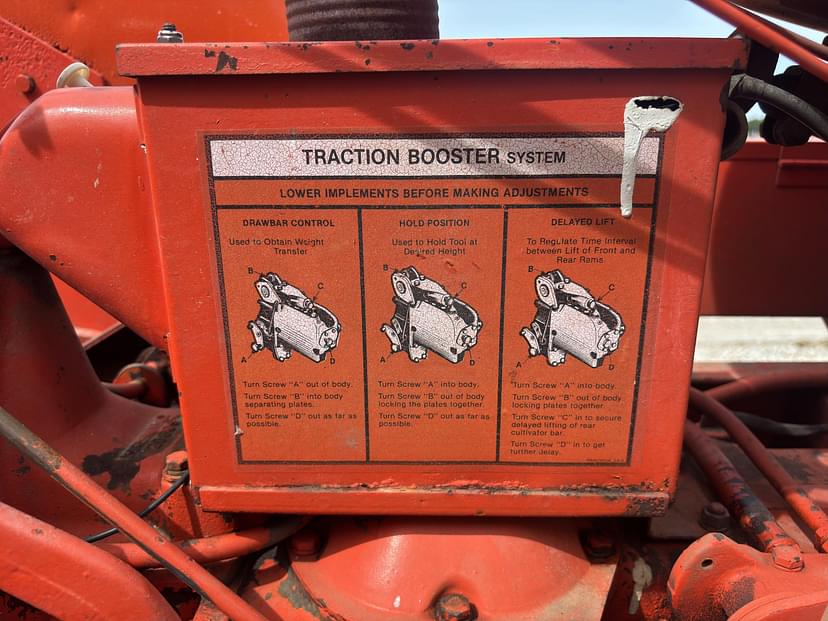 TRACTION BOOSTER SYSTEM
LOWER IMPLEMENTS BEFORE MAKING ADJUSTMENTS
DRAWBAR CONTROL
Used to Obtain Weight
Transfer
B
C
A
D
Turn Screw "A" out of body.
Turn Screw "B" into body
separating plates.
Turn Screw "D" out as far as
possible.
HOLD POSITION
Used to Hold Tool at
Desired Height
B
C
A
D
Turn Screw "A" into body.
Turn Screw "B" out of body
locking the plates together.
Turn Screw "D" out as far as
possible.
DELAYED LIFT
To Regulate Time Interval
between Lift of Front and
Rear Rams.
B
C
A
D
Turn Screw "A" into body.
Turn Screw "B" out of body
locking plates together.
Turn Screw "C" in to secure
delayed lifting of rear
cultivator bar.
Turn Screw "D" in to get
further delay.